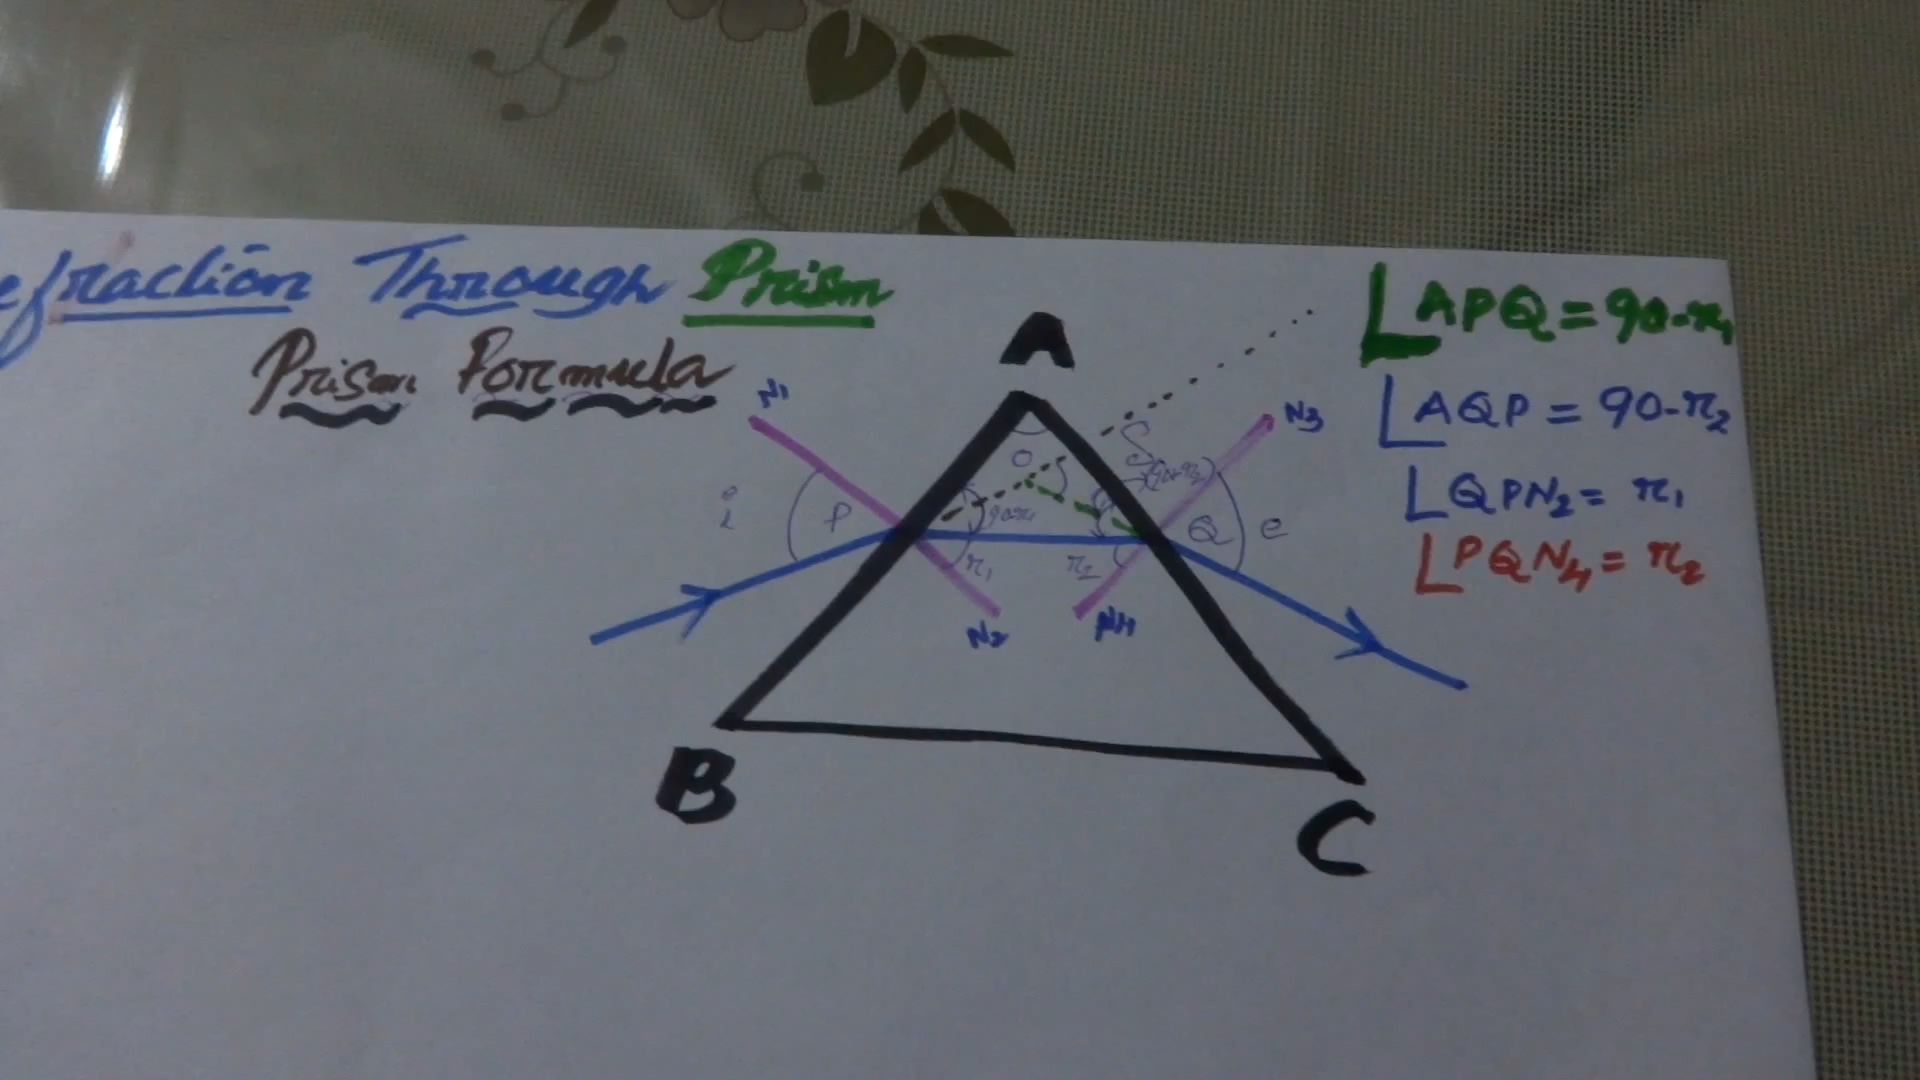 efraction Through Prism
Prism Formula
A
∠APQ = 90-r1
∠AQP = 90-r2
∠QPN2 = r1
∠PQN4 = r2
N1
N3
O
i
P
90-r1
Q
e
r1
r2
N2
N4
B
C